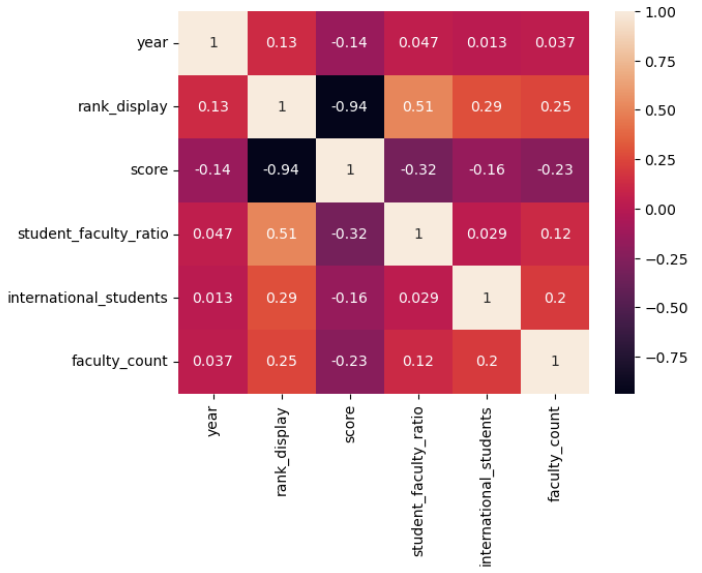 year 1 0.13 -0.14 0.047 0.013 0.037
rank_display 0.13 1 -0.94 0.51 0.29 0.25
score -0.14 -0.94 1 -0.32 -0.16 -0.23
student_faculty_ratio 0.047 0.51 -0.32 1 0.029 0.12
international_students 0.013 0.29 -0.16 0.029 1 0.2
faculty_count 0.037 0.25 -0.23 0.12 0.2 1
year
rank_display
score
student_faculty_ratio
international_students
faculty_count
1.00
0.75
0.50
0.25
0.00
−0.25
−0.50
−0.75